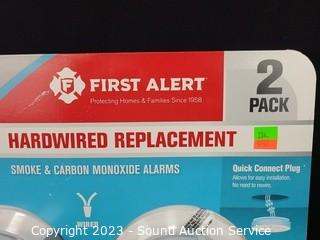 FIRST ALERT
Protecting Homes & Families Since 1958
2
PACK
HARDWIRED REPLACEMENT
SMOKE & CARBON MONOXIDE ALARMS
Quick Connect Plug
Allows for easy installation.
No need to rewire.
WIRED
Copyright 2023 - Sound Auction Service